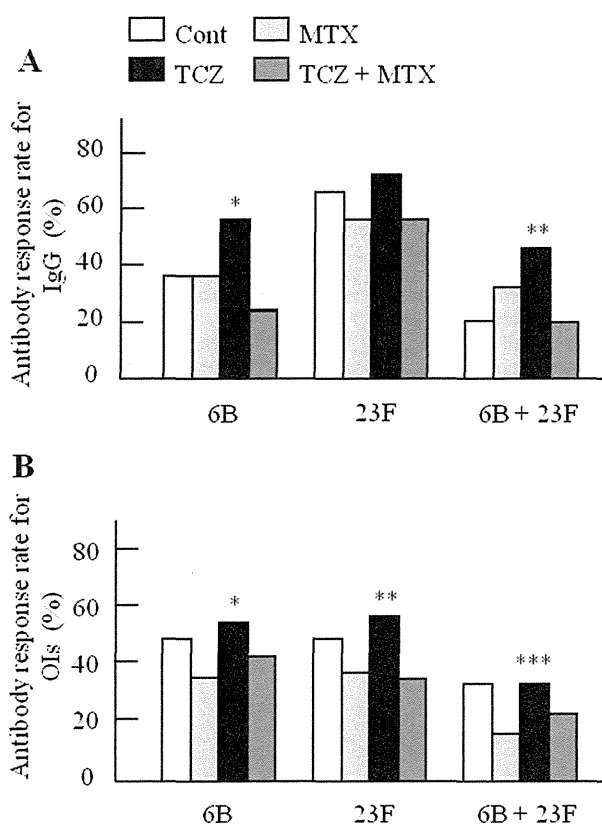 Cont MTX
TCZ TCZ + MTX
A
Antibody response rate for
IgG (%)
80
60
40
20
0
*
**
6B 23F 6B + 23F
B
Antibody response rate for
OIs (%)
80
60
40
20
0
*
**
***
6B 23F 6B + 23F